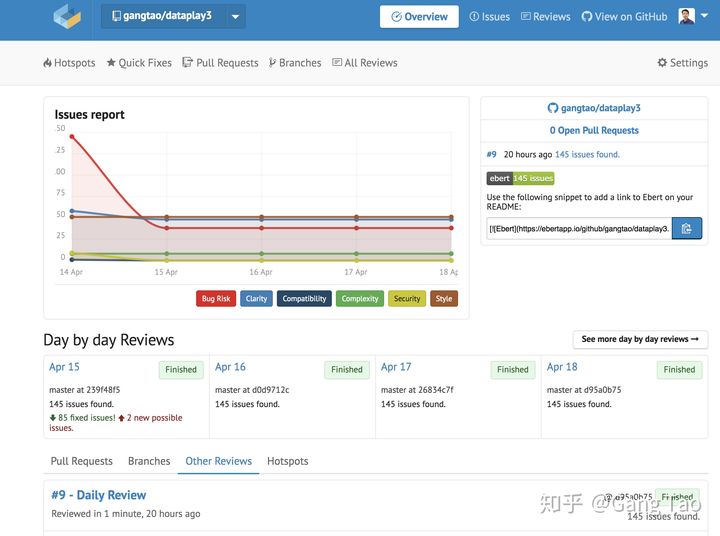 gangtao/dataplay3
Overview
Issues
Reviews
View on GitHub
Hotspots
Quick Fixes
Pull Requests
Branches
All Reviews
Settings
Issues report
50
25
00
75
50
25
0
14 Apr
15 Apr
16 Apr
17 Apr
18 Ap
Bug Risk
Clarity
Compatibility
Complexity
Security
Style
gangtao/dataplay3
0 Open Pull Requests
#9 20 hours ago 145 issues found.
ebert 145 issues
Use the following snippet to add a link to Ebert on your
README:
[![Ebert](https://ebertapp.io/github/gangtao/dataplay3.
Day by day Reviews
See more day by day reviews →
Apr 15
Finished
master at 239f48f5
145 issues found.
85 fixed issues! 2 new possible
issues.
Apr 16
Finished
master at d0d9712c
145 issues found.
Apr 17
Finished
master at 26834c7f
145 issues found.
Apr 18
Finished
master at d95a0b75
145 issues found.
Pull Requests
Branches
Other Reviews
Hotspots
#9 - Daily Review
@ d95a0b75
Finished
Reviewed in 1 minute, 20 hours ago
145 issues found.
知乎 @Gang Tao